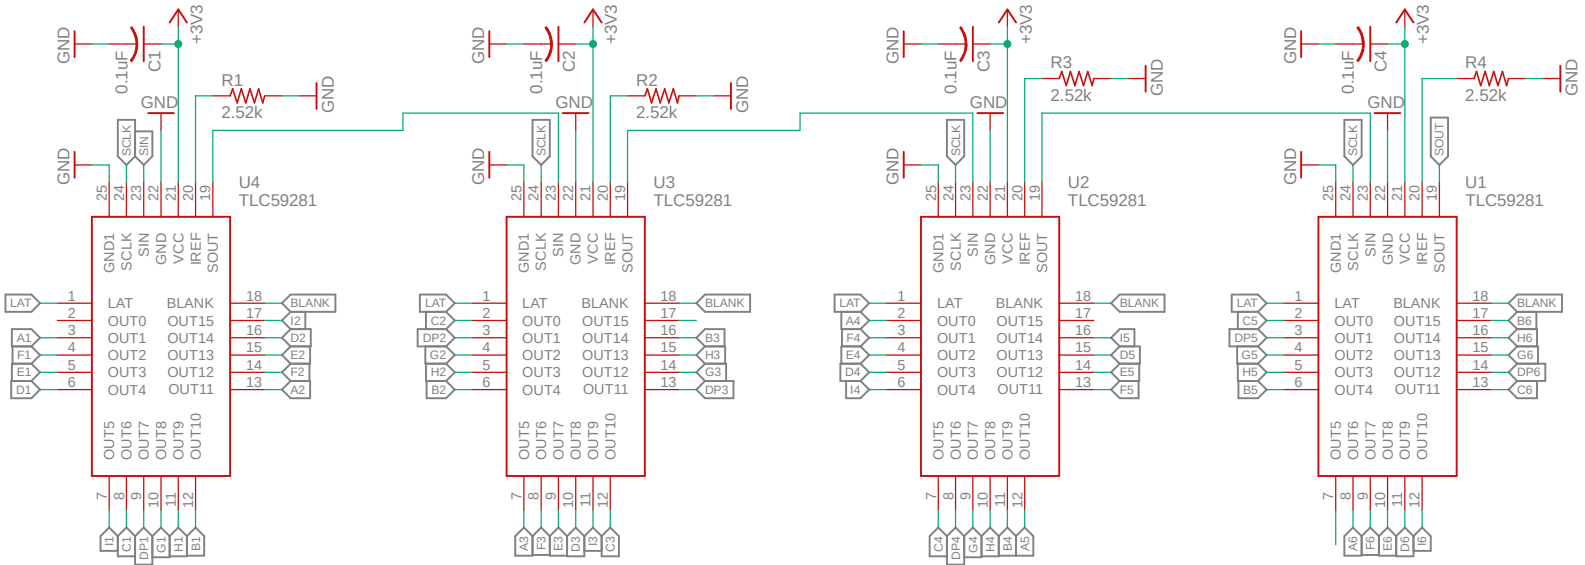 GND 0.1uF C1 +3V3
GND 0.1uF C2 +3V3
GND 0.1uF C3 +3V3
GND 0.1uF C4 +3V3
R1 2.52k GND
R2 2.52k GND
R3 2.52k GND
R4 2.52k GND
GND GND SCLK SIN
GND GND SCLK
GND GND SCLK
GND GND SCLK SOUT
25 24 23 22 21 20 19
U4
TLC59281
25 24 23 22 21 20 19
U3
TLC59281
25 24 23 22 21 20 19
U2
TLC59281
25 24 23 22 21 20 19
U1
TLC59281
GND1 SCLK SIN GND VCC IREF SOUT
LAT 1 LAT BLANK 18 BLANK
2 OUT0 OUT15 17 I2
A1 3 OUT1 OUT14 16 D2
F1 4 OUT2 OUT13 15 E2
E1 5 OUT3 OUT12 14 F2
D1 6 OUT4 OUT11 13 A2
OUT5 OUT6 OUT7 OUT8 OUT9 OUT10
7 8 9 10 11 12
I1 C1 DP1 G1 H1 B1
GND1 SCLK SIN GND VCC IREF SOUT
LAT 1 LAT BLANK 18 BLANK
C2 2 OUT0 OUT15 17
DP2 3 OUT1 OUT14 16 B3
G2 4 OUT2 OUT13 15 H3
H2 5 OUT3 OUT12 14 G3
B2 6 OUT4 OUT11 13 DP3
OUT5 OUT6 OUT7 OUT8 OUT9 OUT10
7 8 9 10 11 12
A3 F3 E3 D3 I3 C3
GND1 SCLK SIN GND VCC IREF SOUT
LAT 1 LAT BLANK 18 BLANK
A4 2 OUT0 OUT15 17
F4 3 OUT1 OUT14 16 I5
E4 4 OUT2 OUT13 15 D5
D4 5 OUT3 OUT12 14 E5
I4 6 OUT4 OUT11 13 F5
OUT5 OUT6 OUT7 OUT8 OUT9 OUT10
7 8 9 10 11 12
C4 DP4 G4 H4 B4 A5
GND1 SCLK SIN GND VCC IREF SOUT
LAT 1 LAT BLANK 18 BLANK
C5 2 OUT0 OUT15 17 B6
DP5 3 OUT1 OUT14 16 H6
G5 4 OUT2 OUT13 15 G6
H5 5 OUT3 OUT12 14 DP6
B5 6 OUT4 OUT11 13 C6
OUT5 OUT6 OUT7 OUT8 OUT9 OUT10
7 8 9 10 11 12
A6 F6 E6 D6 I6